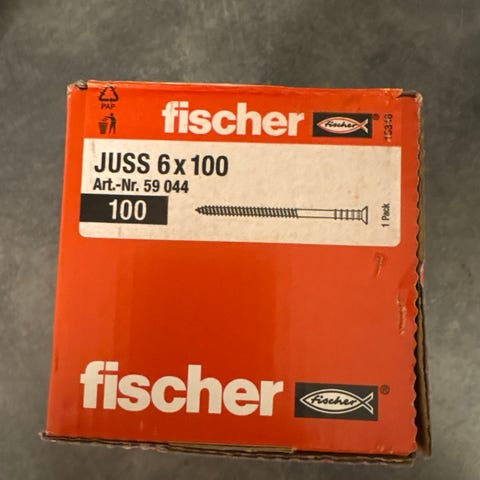 PAP
fischer
fischer
®
JUSS 6 x 100
Art.-Nr. 59 044
100
1 Pack
fischer
fischer
®